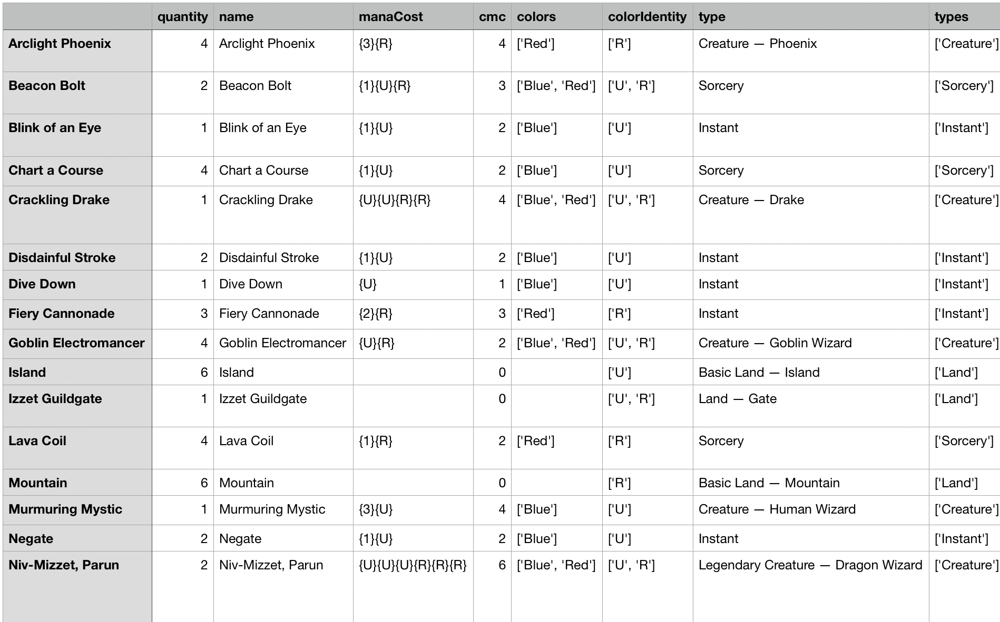 quantity name manaCost cmc colors colorIdentity type types
Arclight Phoenix 4 Arclight Phoenix {3}{R} 4 ['Red'] ['R'] Creature — Phoenix ['Creature']
Beacon Bolt 2 Beacon Bolt {1}{U}{R} 3 ['Blue', 'Red'] ['U', 'R'] Sorcery ['Sorcery']
Blink of an Eye 1 Blink of an Eye {1}{U} 2 ['Blue'] ['U'] Instant ['Instant']
Chart a Course 4 Chart a Course {1}{U} 2 ['Blue'] ['U'] Sorcery ['Sorcery']
Crackling Drake 1 Crackling Drake {U}{U}{R}{R} 4 ['Blue', 'Red'] ['U', 'R'] Creature — Drake ['Creature']
Disdainful Stroke 2 Disdainful Stroke {1}{U} 2 ['Blue'] ['U'] Instant ['Instant']
Dive Down 1 Dive Down {U} 1 ['Blue'] ['U'] Instant ['Instant']
Fiery Cannonade 3 Fiery Cannonade {2}{R} 3 ['Red'] ['R'] Instant ['Instant']
Goblin Electromancer 4 Goblin Electromancer {U}{R} 2 ['Blue', 'Red'] ['U', 'R'] Creature — Goblin Wizard ['Creature']
Island 6 Island 0 ['U'] Basic Land — Island ['Land']
Izzet Guildgate 1 Izzet Guildgate 0 ['U', 'R'] Land — Gate ['Land']
Lava Coil 4 Lava Coil {1}{R} 2 ['Red'] ['R'] Sorcery ['Sorcery']
Mountain 6 Mountain 0 ['R'] Basic Land — Mountain ['Land']
Murmuring Mystic 1 Murmuring Mystic {3}{U} 4 ['Blue'] ['U'] Creature — Human Wizard ['Creature']
Negate 2 Negate {1}{U} 2 ['Blue'] ['U'] Instant ['Instant']
Niv-Mizzet, Parun 2 Niv-Mizzet, Parun {U}{U}{U}{R}{R}{R} 6 ['Blue', 'Red'] ['U', 'R'] Legendary Creature — Dragon Wizard ['Creature']